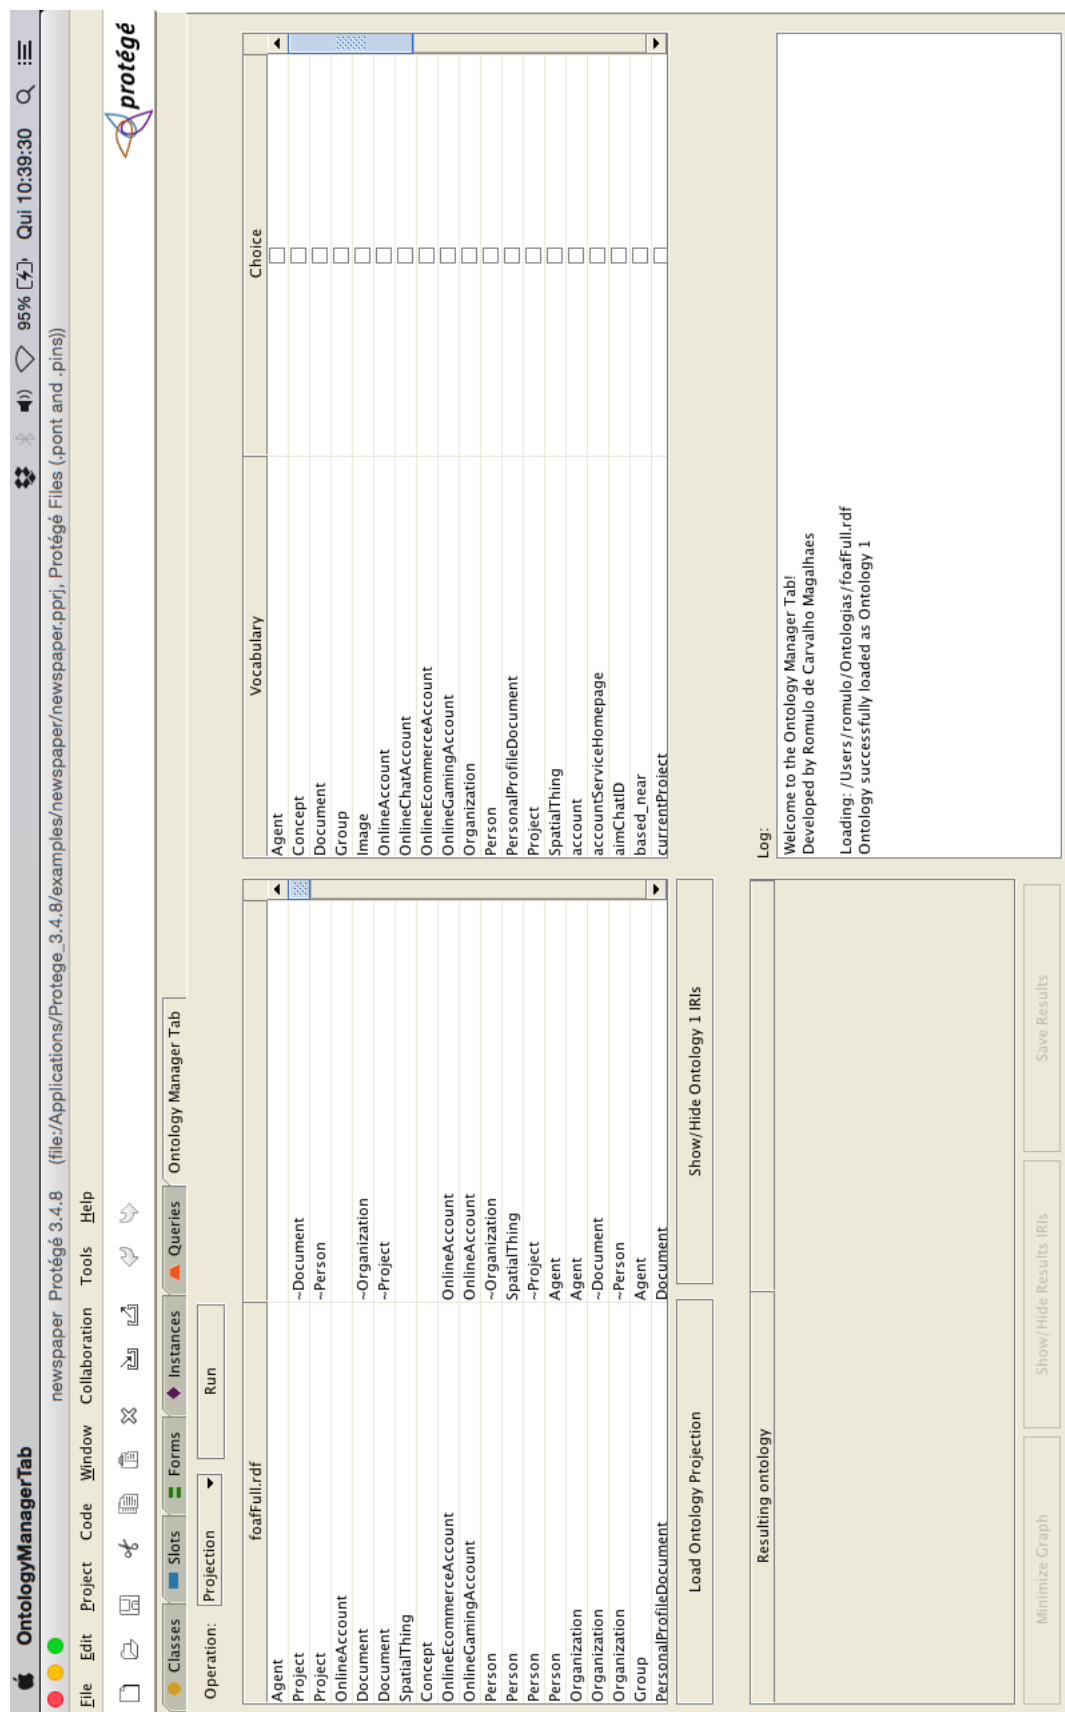 OntologyManagerTab 95% Qui 10:39:30
newspaper Protégé 3.4.8 (file:/Applications/Protege_3.4.8/examples/newspaper/newspaper.pprj, Protégé Files (.pont and .pins))
File Edit Project Code Window Collaboration Tools Help
protégé
Classes Slots Forms Instances Queries Ontology Manager Tab
Operation: Projection Run
foafFull.rdf
Agent
Project ~Document
Project ~Person
OnlineAccount
Document ~Organization
Document ~Project
SpatialThing
Concept
OnlineEcommerceAccount OnlineAccount
OnlineGamingAccount OnlineAccount
Person ~Organization
Person SpatialThing
Person ~Project
Person Agent
Organization Agent
Organization ~Document
Organization ~Person
Group Agent
PersonalProfileDocument Document
Vocabulary Choice
Agent
Concept
Document
Group
Image
OnlineAccount
OnlineChatAccount
OnlineEcommerceAccount
OnlineGamingAccount
Organization
Person
PersonalProfileDocument
Project
SpatialThing
account
accountServiceHomepage
aimChatID
based_near
currentProject
Load Ontology Projection Show/Hide Ontology 1 IRIs
Resulting ontology
Minimize Graph Show/Hide Results IRIs Save Results
Log:
Welcome to the Ontology Manager Tab!
Developed by Romulo de Carvalho Magalhaes
Loading: /Users/romulo/Ontologias/foafFull.rdf
Ontology successfully loaded as Ontology 1